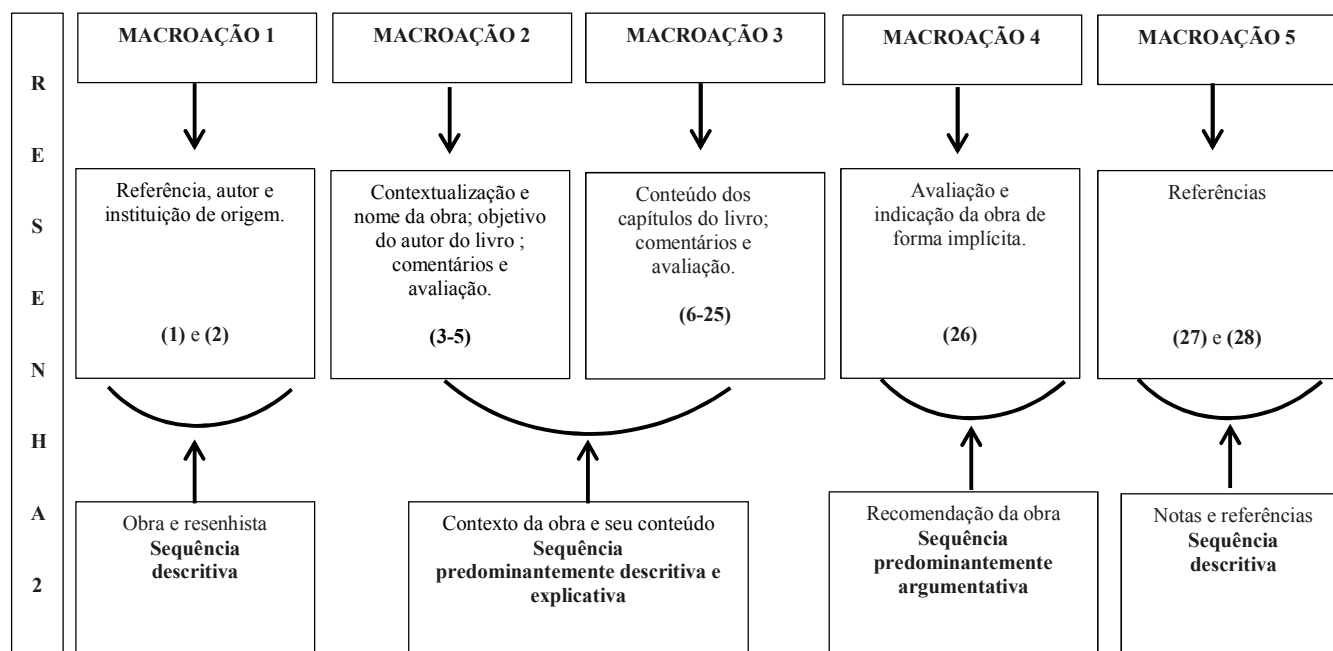 R
E
S
E
N
H
A
2
MACROAÇÃO 1
MACROAÇÃO 2
MACROAÇÃO 3
MACROAÇÃO 4
MACROAÇÃO 5
Referência, autor e
instituição de origem.
(1) e (2)
Contextualização e
nome da obra; objetivo
do autor do livro ;
comentários e
avaliação.
(3-5)
Conteúdo dos
capítulos do livro;
comentários e
avaliação.
(6-25)
Avaliação e
indicação da obra de
forma implícita.
(26)
Referências
(27) e (28)
Obra e resenhista
Sequência
descritiva
Contexto da obra e seu conteúdo
Sequência
predominantemente descritiva e
explicativa
Recomendação da obra
Sequência
predominantemente
argumentativa
Notas e referências
Sequência
descritiva